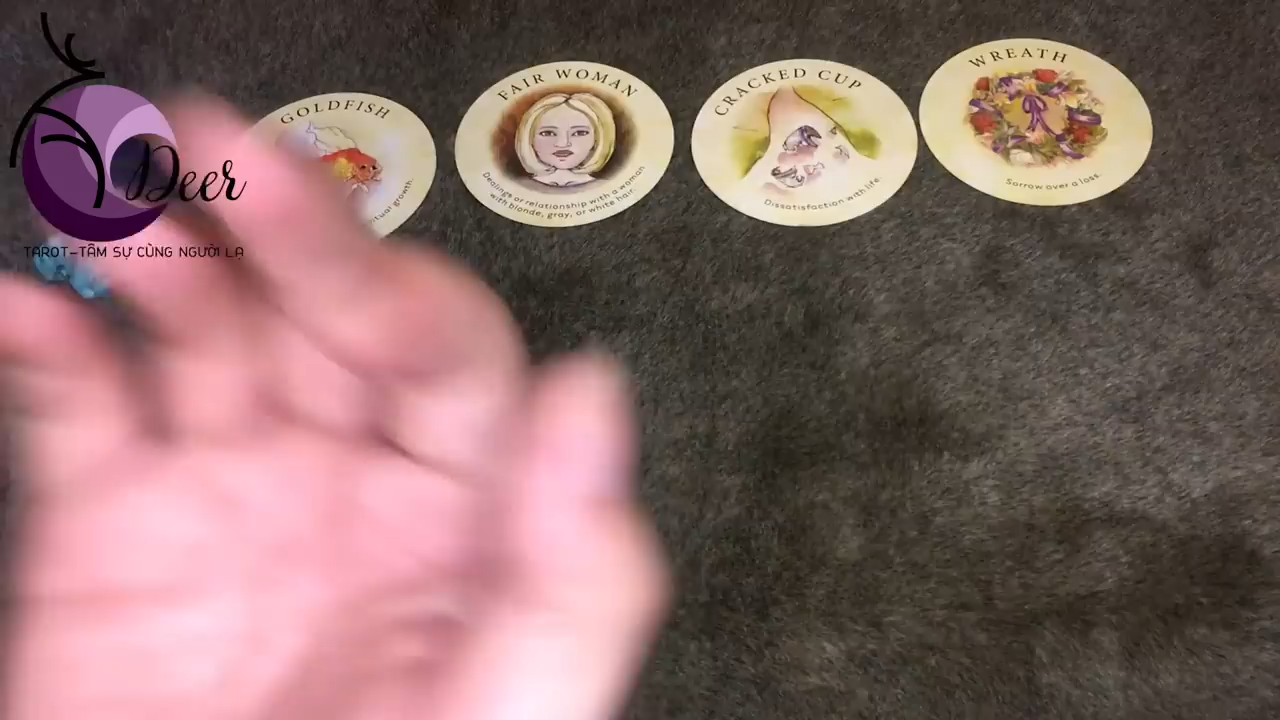 Deer
TAROT-TÂM SỰ CÙNG NGƯỜI LẠ
GOLDFISH
growth.
FAIR WOMAN
Dealings or relationship with a woman
with blonde, gray, or white hair.
CRACKED CUP
Dissatisfaction with life.
WREATH
Sorrow over a loss.